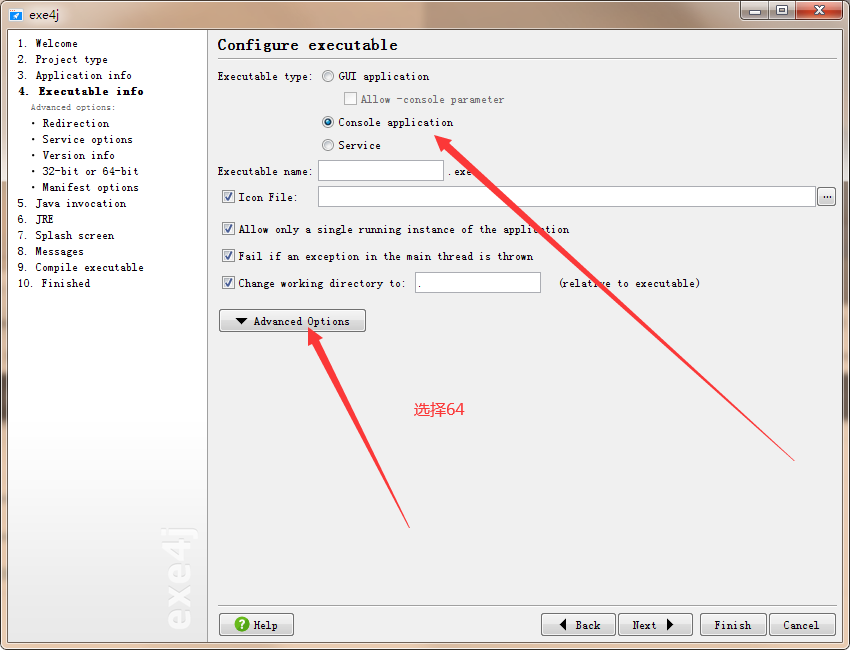 exe4j
1. Welcome
2. Project type
3. Application info
4. Executable info
Advanced options:
• Redirection
• Service options
• Version info
• 32-bit or 64-bit
• Manifest options
5. Java invocation
6. JRE
7. Splash screen
8. Messages
9. Compile executable
10. Finished
exe4j
Configure executable
Executable type: GUI application
Allow -console parameter
Console application
Service
Executable name: .exe
Icon File: ...
Allow only a single running instance of the application
Fail if an exception in the main thread is thrown
Change working directory to: . (relative to executable)
Advanced Options
选择64
? Help
Back
Next
Finish
Cancel